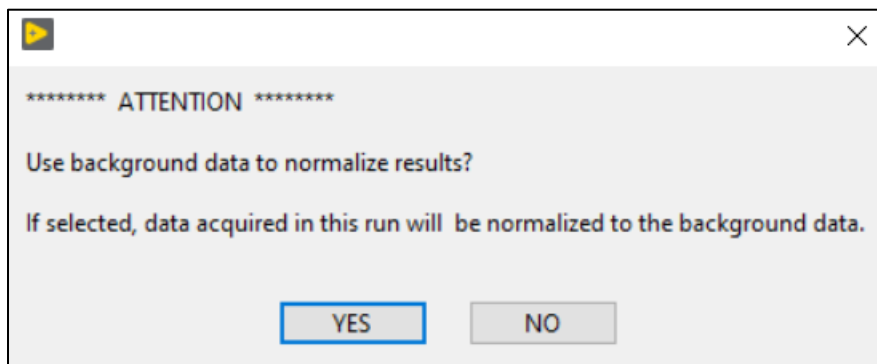 ******** ATTENTION ********
Use background data to normalize results?
If selected, data acquired in this run will  be normalized to the background data.
YES NO